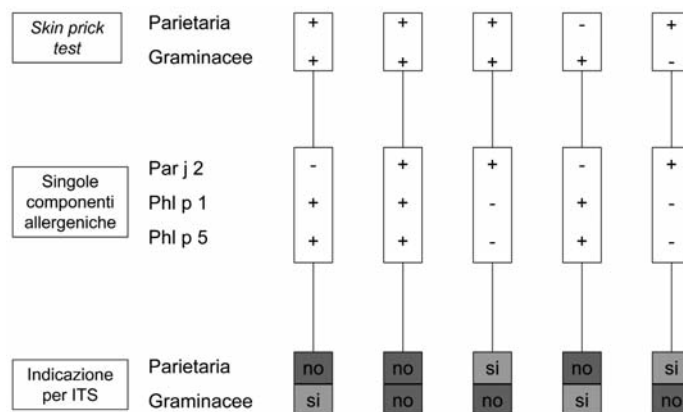 Skin prick
test
Parietaria + + + - +
Graminacee + + + + -
Singole
componenti
allergeniche
Par j 2 - + + - +
Phl p 1 + + - + -
Phl p 5 + + - + -
Indicazione
per ITS
Parietaria no no si no si
Graminacee si no no si no